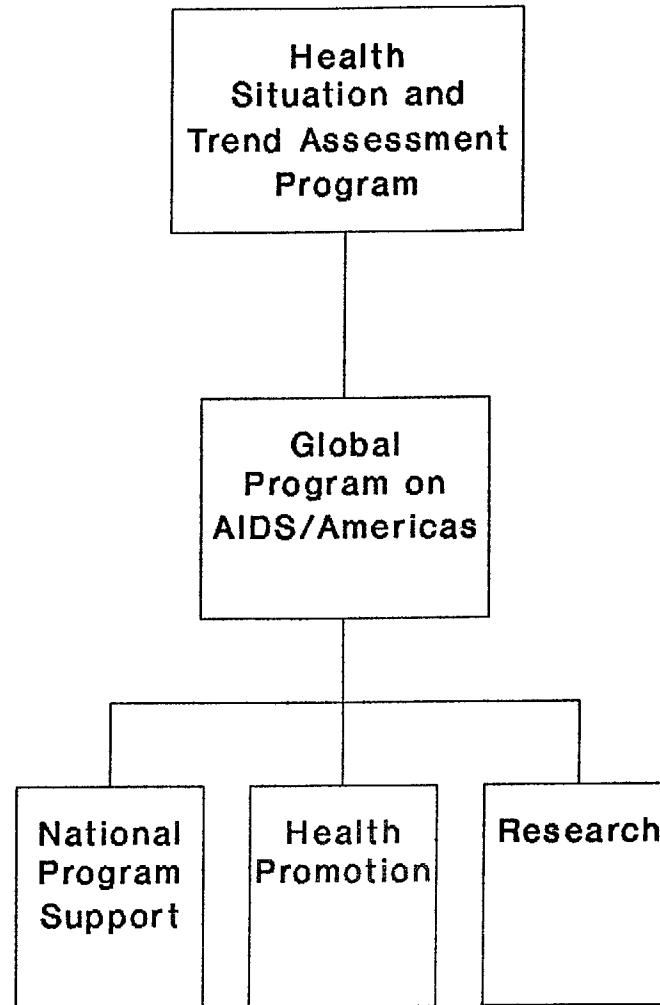 Health
Situation and
Trend Assessment
Program
Global
Program on
AIDS/Americas
National
Program
Support
Health
Promotion
Research